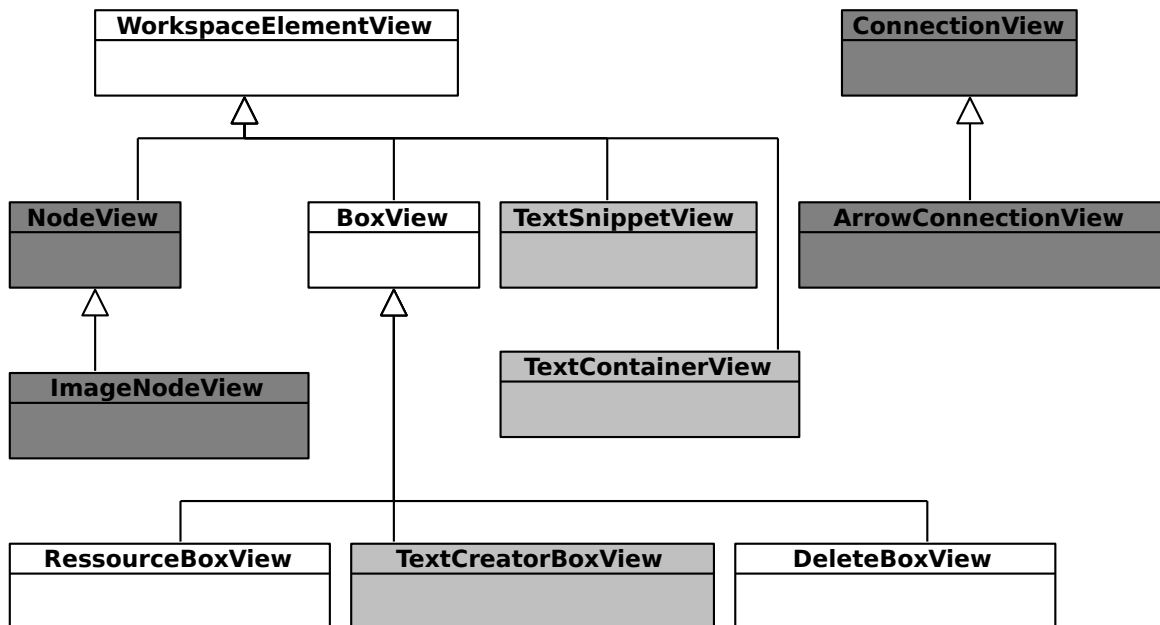 WorkspaceElementView
ConnectionView
NodeView
BoxView
TextSnippetView
ArrowConnectionView
TextContainerView
ImageNodeView
RessourceBoxView
TextCreatorBoxView
DeleteBoxView